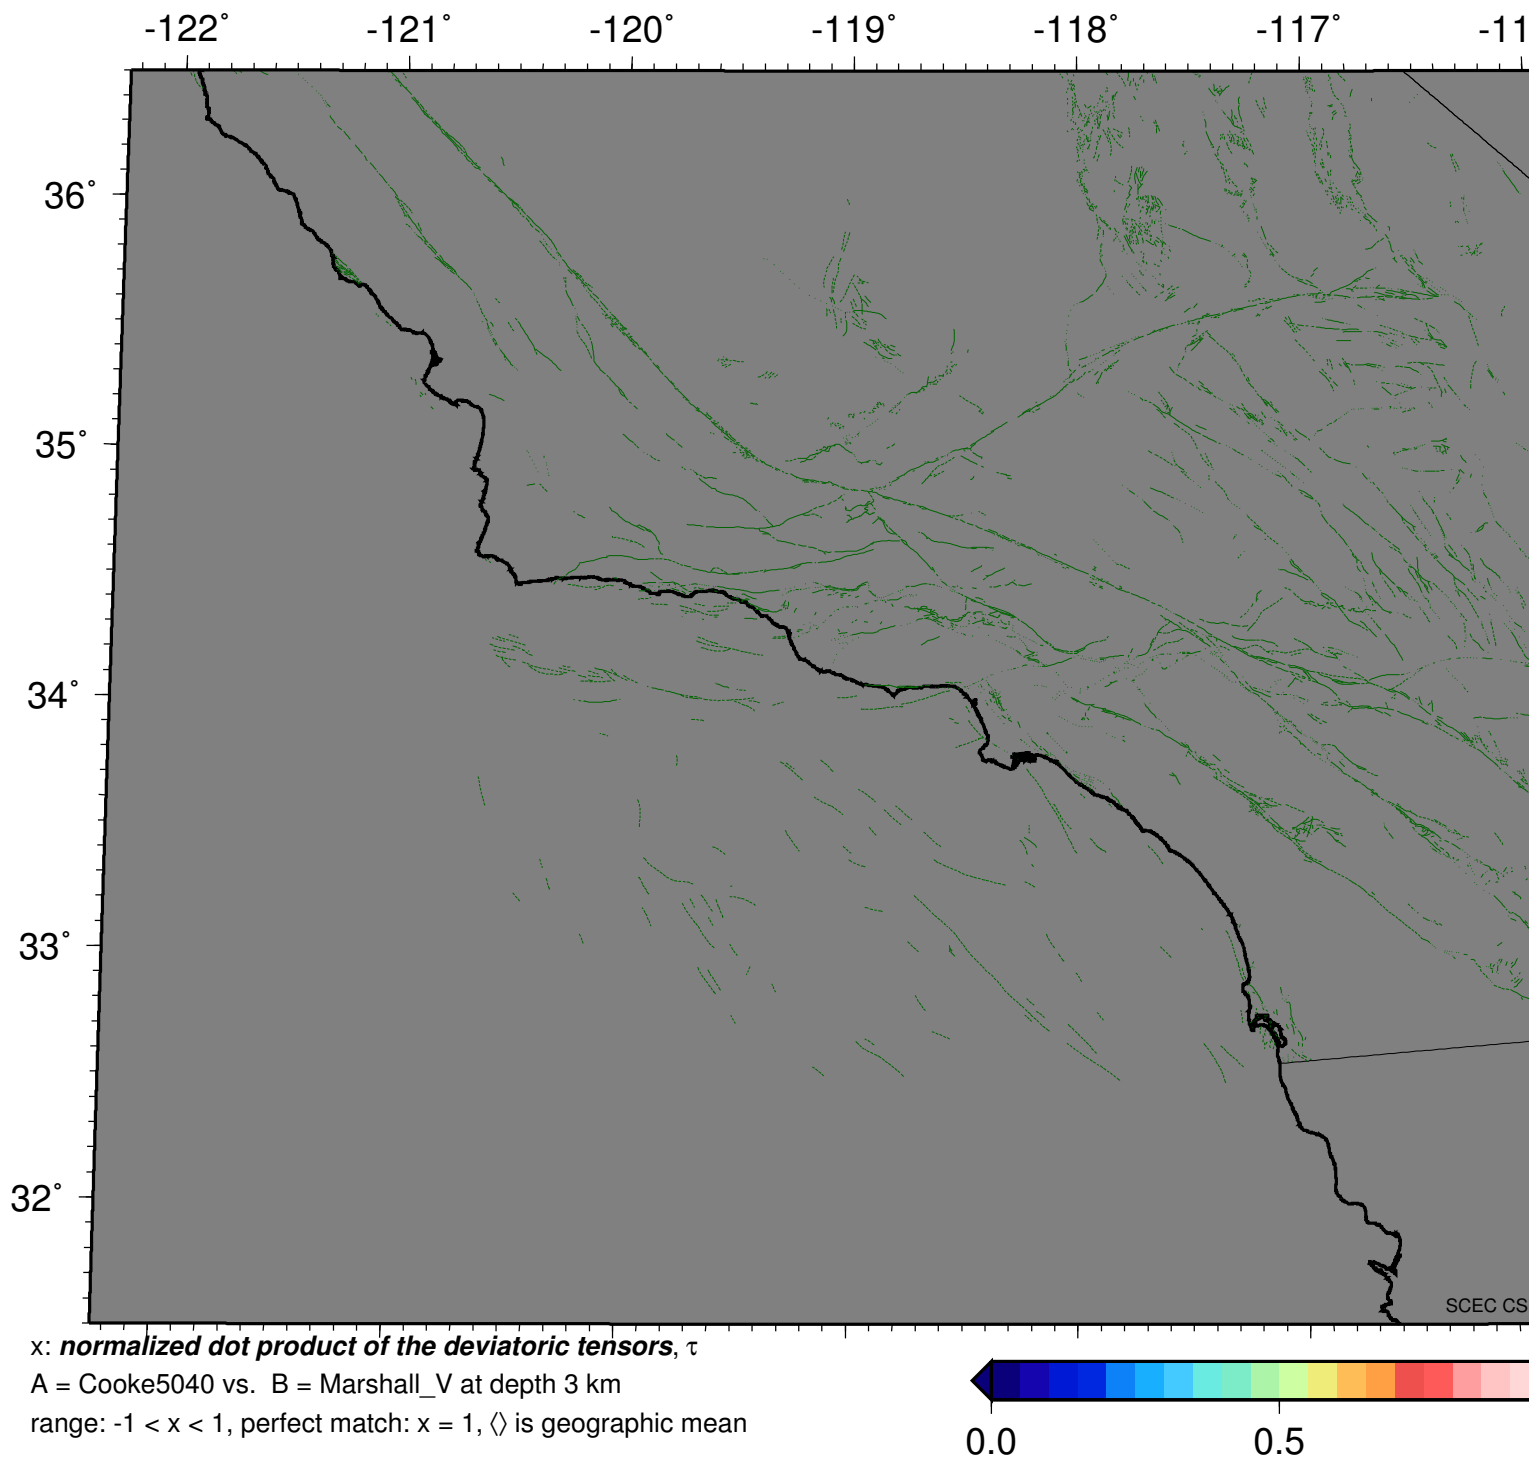 -122˚ -121˚ -120˚ -119˚ -118˚ -117˚ -11
36˚
35˚
34˚
33˚
32˚
SCEC CS
x: normalized dot product of the deviatoric tensors, τ
A = Cooke5040 vs. B = Marshall_V at depth 3 km
range: -1 < x < 1, perfect match: x = 1, ⟨⟩ is geographic mean
0.0 0.5